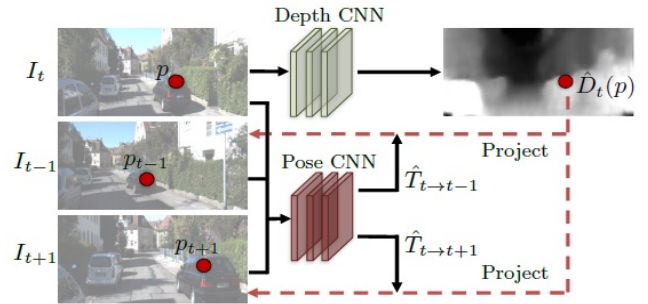 Depth CNN
I_t
p
D̂_t(p)
Project
I_{t-1}
p_{t-1}
Pose CNN
T̂_{t→t-1}
I_{t+1}
p_{t+1}
T̂_{t→t+1}
Project